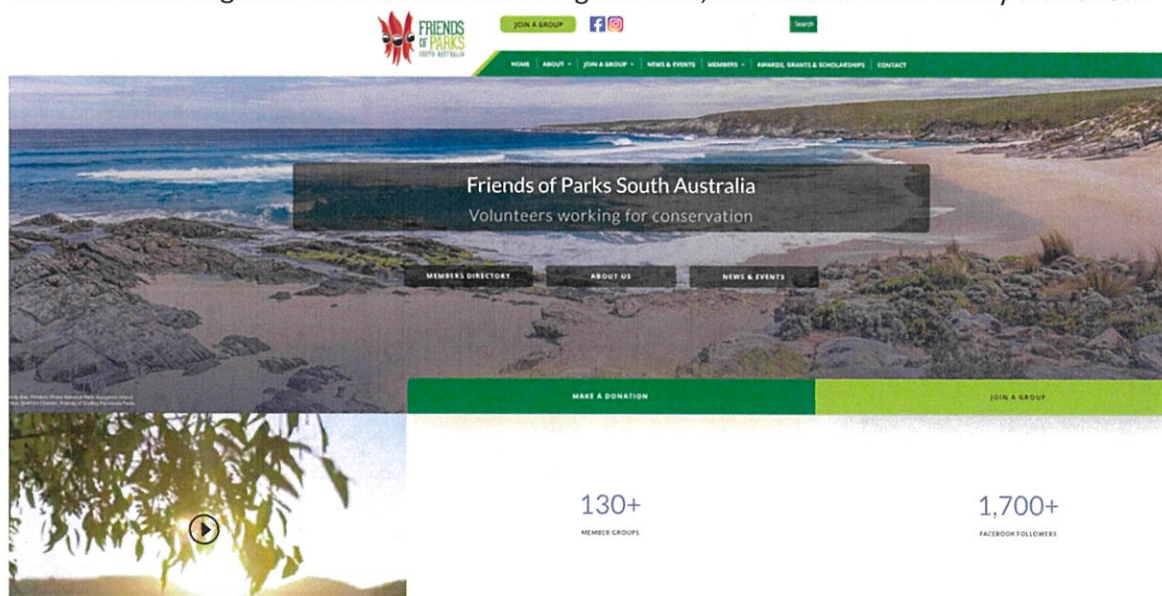 JOIN A GROUP
Search
FRIENDS
OF PARKS
SOUTH AUSTRALIA
HOME ABOUT JOIN A GROUP NEWS & EVENTS MEMBERS AWARDS, GRANTS & SCHOLARSHIPS CONTACT
Friends of Parks South Australia
Volunteers working for conservation
MEMBERS DIRECTORY ABOUT US NEWS & EVENTS
MAKE A DONATION JOIN A GROUP
130+ 1,700+
MEMBER GROUPS FACEBOOK FOLLOWERS